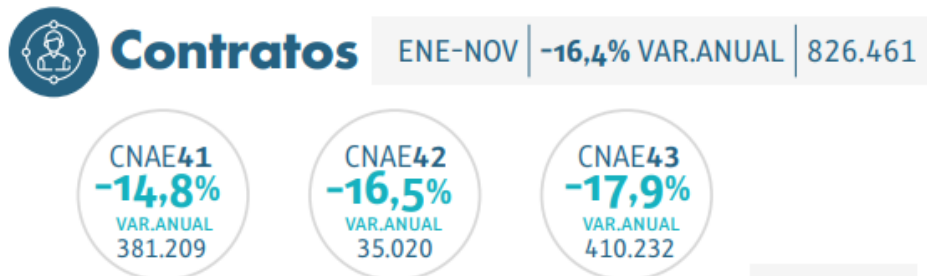 Contratos ENE-NOV -16,4% VAR.ANUAL 826.461
CNAE41
-14,8%
VAR.ANUAL
381.209
CNAE42
-16,5%
VAR.ANUAL
35.020
CNAE43
-17,9%
VAR.ANUAL
410.232